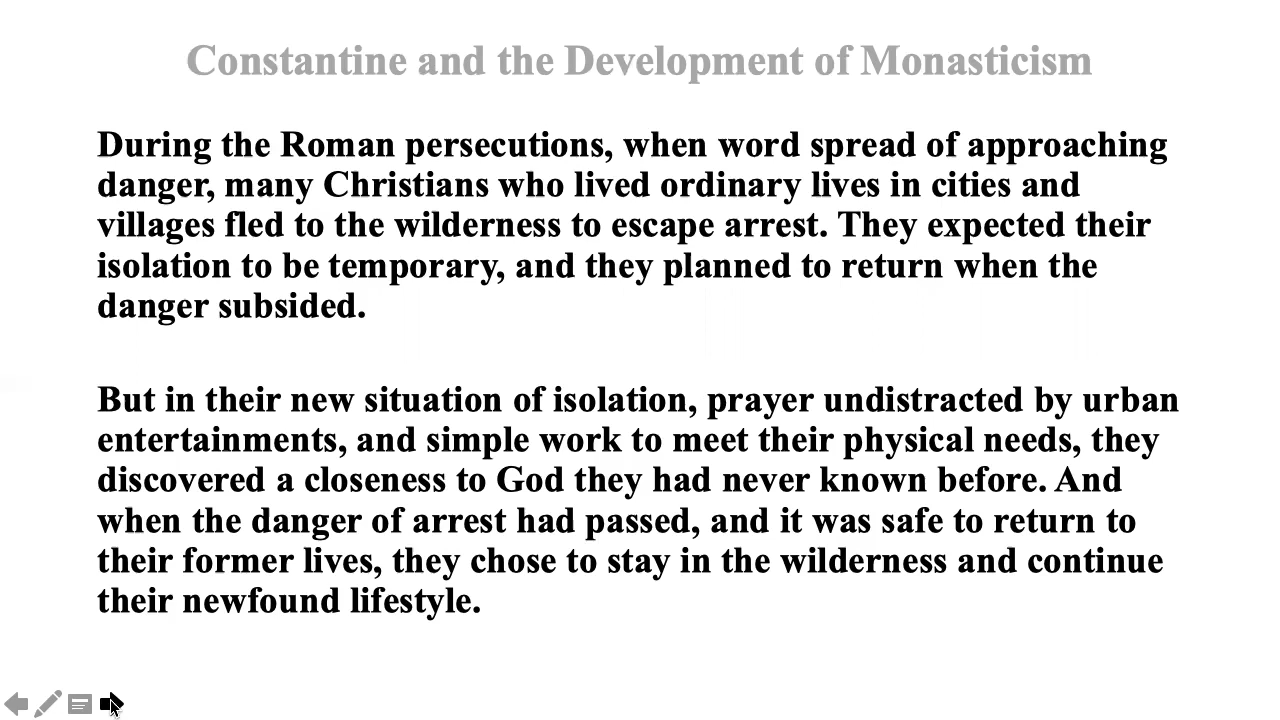 Constantine and the Development of Monasticism
During the Roman persecutions, when word spread of approaching
danger, many Christians who lived ordinary lives in cities and
villages fled to the wilderness to escape arrest. They expected their
isolation to be temporary, and they planned to return when the
danger subsided.
But in their new situation of isolation, prayer undistracted by urban
entertainments, and simple work to meet their physical needs, they
discovered a closeness to God they had never known before. And
when the danger of arrest had passed, and it was safe to return to
their former lives, they chose to stay in the wilderness and continue
their newfound lifestyle.